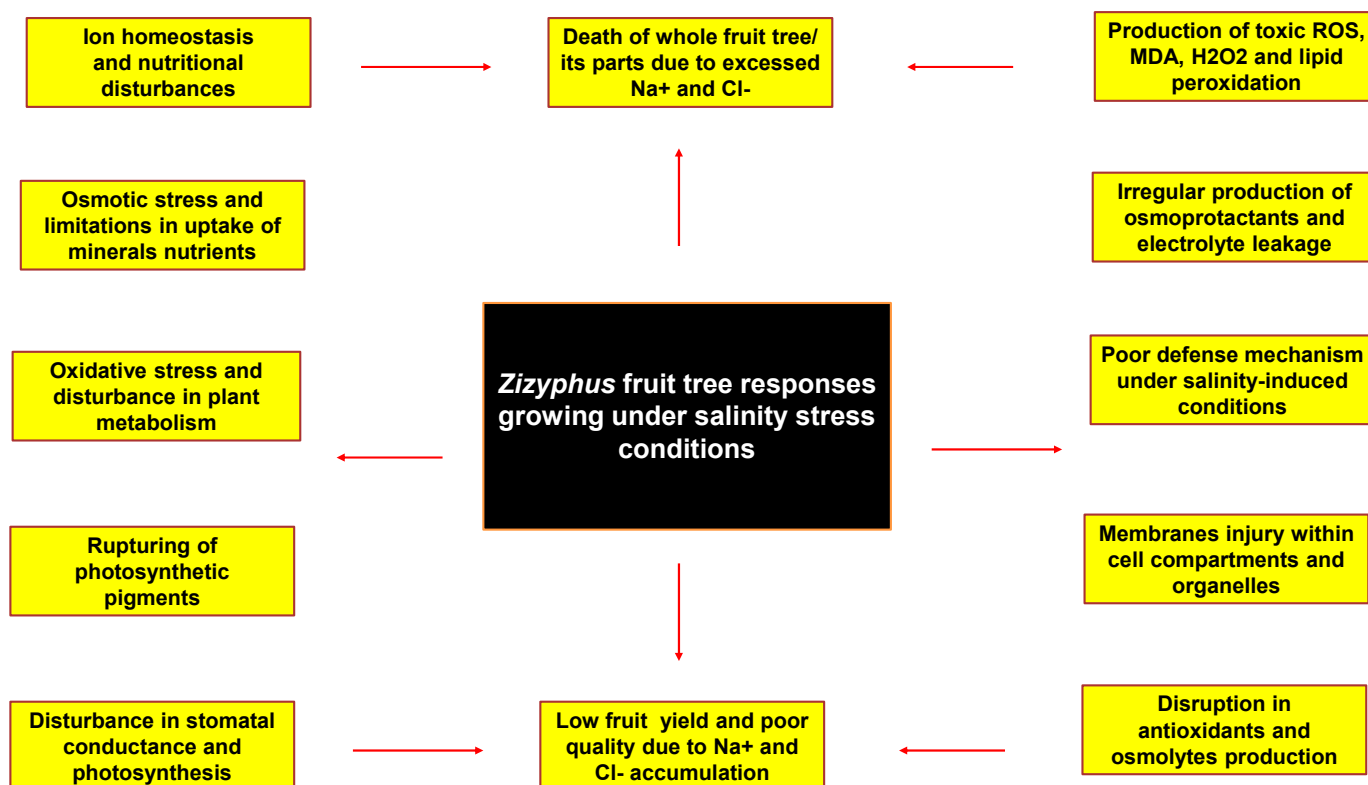 Ion homeostasis
and nutritional
disturbances
Death of whole fruit tree/
its parts due to excessed
Na+ and Cl-
Production of toxic ROS,
MDA, H2O2 and lipid
peroxidation
Osmotic stress and
limitations in uptake of
minerals nutrients
Irregular production of
osmoprotactants and
electrolyte leakage
Oxidative stress and
disturbance in plant
metabolism
Zizyphus fruit tree responses
growing under salinity stress
conditions
Poor defense mechanism
under salinity-induced
conditions
Rupturing of
photosynthetic
pigments
Membranes injury within
cell compartments and
organelles
Disturbance in stomatal
conductance and
photosynthesis
Low fruit yield and poor
quality due to Na+ and
Cl- accumulation
Disruption in
antioxidants and
osmolytes production